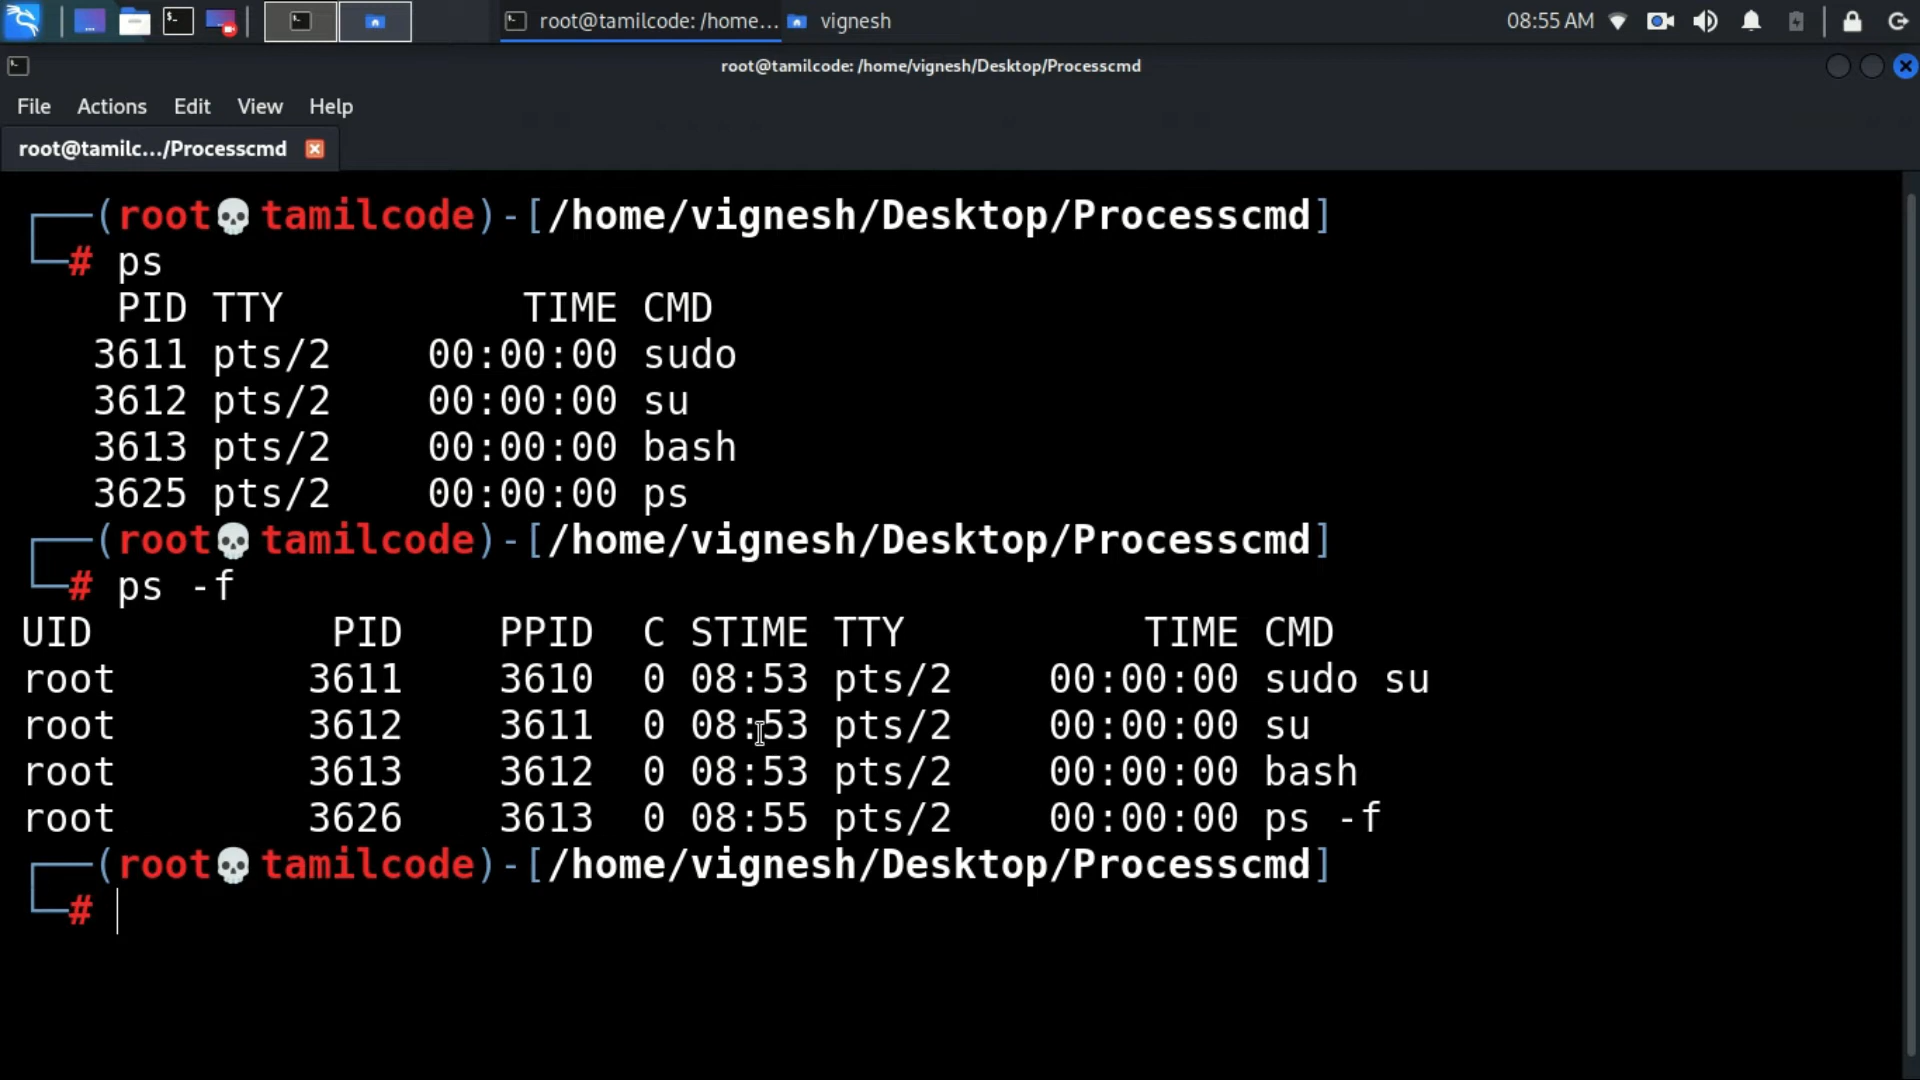 root@tamilcode: /home... vignesh 08:55 AM
root@tamilcode: /home/vignesh/Desktop/Processcmd
File Actions Edit View Help
root@tamilc.../Processcmd
┌──(root💀tamilcode)-[/home/vignesh/Desktop/Processcmd]
└─# ps
PID TTY TIME CMD
3611 pts/2 00:00:00 sudo
3612 pts/2 00:00:00 su
3613 pts/2 00:00:00 bash
3625 pts/2 00:00:00 ps
┌──(root💀tamilcode)-[/home/vignesh/Desktop/Processcmd]
└─# ps -f
UID PID PPID C STIME TTY TIME CMD
root 3611 3610 0 08:53 pts/2 00:00:00 sudo su
root 3612 3611 0 08:53 pts/2 00:00:00 su
root 3613 3612 0 08:53 pts/2 00:00:00 bash
root 3626 3613 0 08:55 pts/2 00:00:00 ps -f
┌──(root💀tamilcode)-[/home/vignesh/Desktop/Processcmd]
└─#